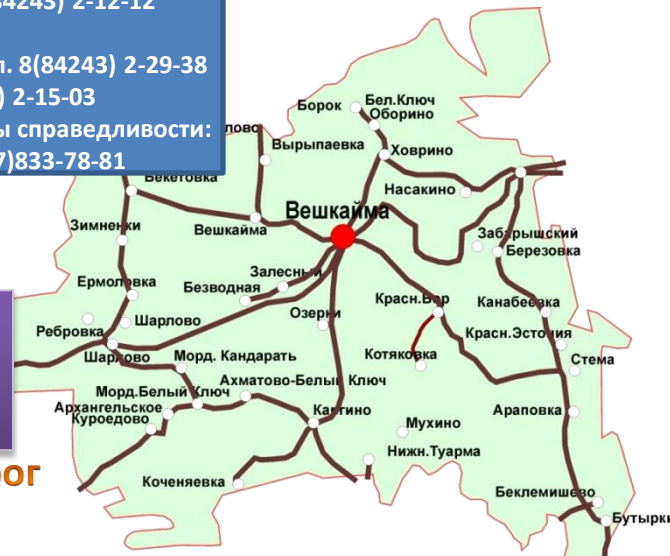 84243) 2-12-12
л. 8(84243) 2-29-38
) 2-15-03
ы справедливости:
7)833-78-81
лово
Борок
Бел.Ключ
Оборино
Вырыпаевка
Ховрино
Бекетовка
Насакино
Вешкайма
Зимненки
Вешкайма
Забарышский
Березовка
Залесный
Ермоловка
Безводная
Красн.Бор
Канабеевка
Озерки
Шарлово
Ребровка
Красн.Эстония
Шарлово
Морд. Кандарать
Котяковка
Стема
Ахматово-Белый Ключ
Морд.Белый Ключ
Архангельское
Куроедово
Каргино
Араповка
Мухино
Нижн.Туарма
ог
Коченяевка
Беклемишево
Бутырки